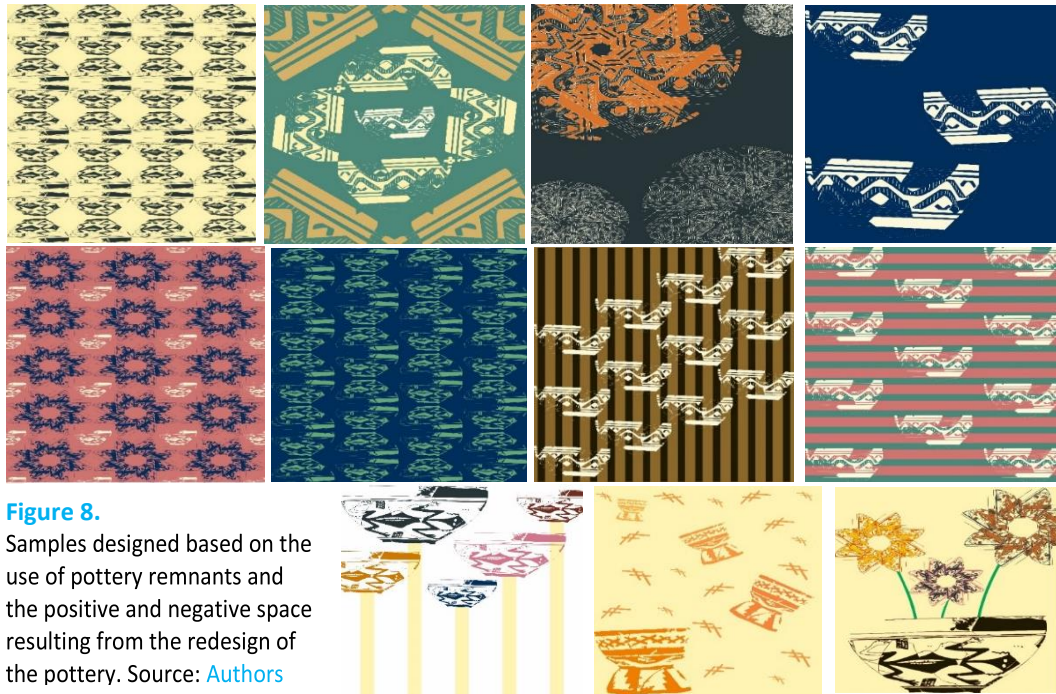 Figure 8.
Samples designed based on the
use of pottery remnants and
the positive and negative space
resulting from the redesign of
the pottery. Source: Authors